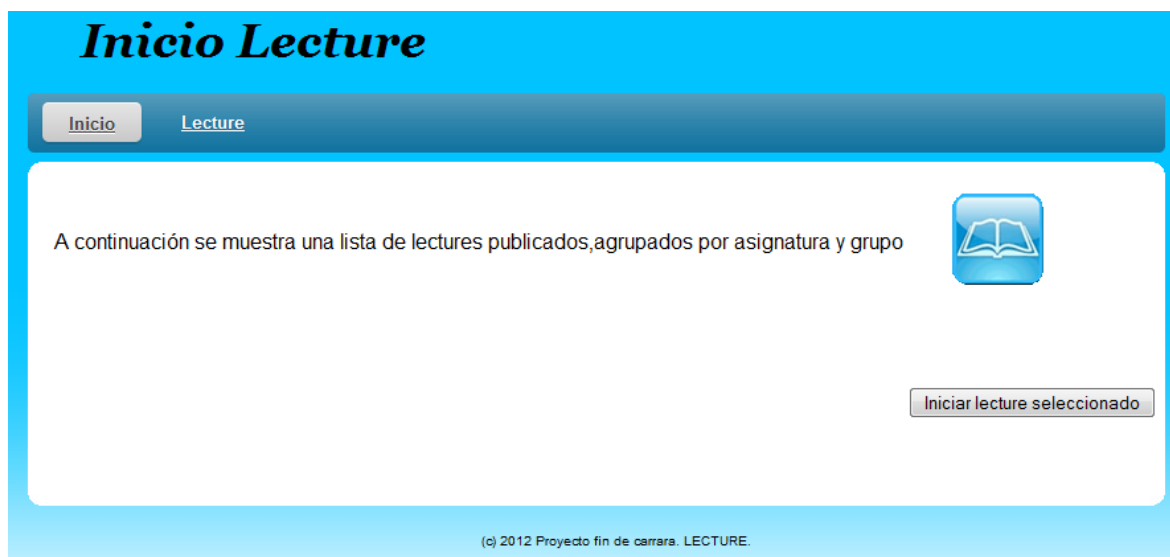 Inicio Lecture
Inicio Lecture
A continuación se muestra una lista de lectures publicados,agrupados por asignatura y grupo
Iniciar lecture seleccionado
(c) 2012 Proyecto fin de carrara. LECTURE.